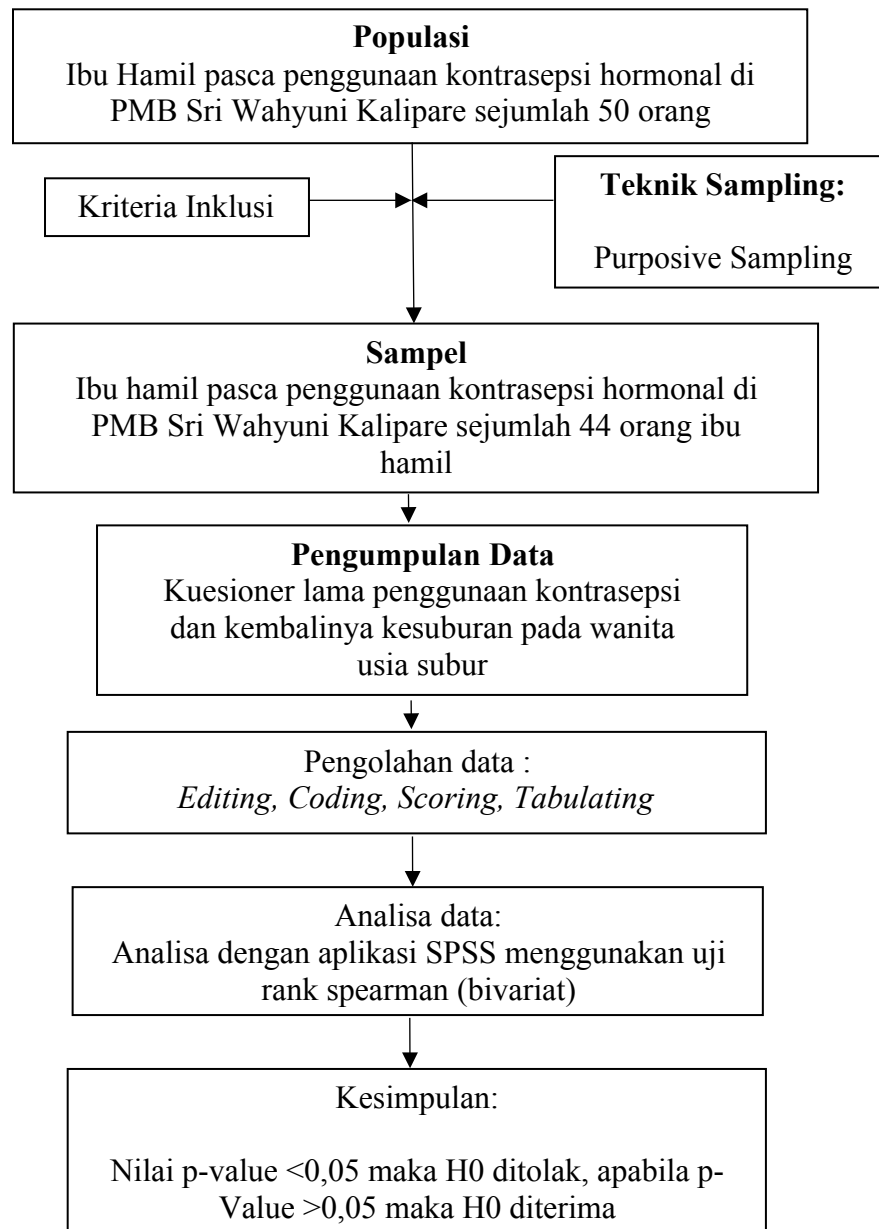 Populasi
Ibu Hamil pasca penggunaan kontrasepsi hormonal di
PMB Sri Wahyuni Kalipare sejumlah 50 orang
Kriteria Inklusi
Teknik Sampling:
Purposive Sampling
Sampel
Ibu hamil pasca penggunaan kontrasepsi hormonal di
PMB Sri Wahyuni Kalipare sejumlah 44 orang ibu
hamil
Pengumpulan Data
Kuesioner lama penggunaan kontrasepsi
dan kembalinya kesuburan pada wanita
usia subur
Pengolahan data :
Editing, Coding, Scoring, Tabulating
Analisa data:
Analisa dengan aplikasi SPSS menggunakan uji
rank spearman (bivariat)
Kesimpulan:
Nilai p-value <0,05 maka H0 ditolak, apabila p-
Value >0,05 maka H0 diterima